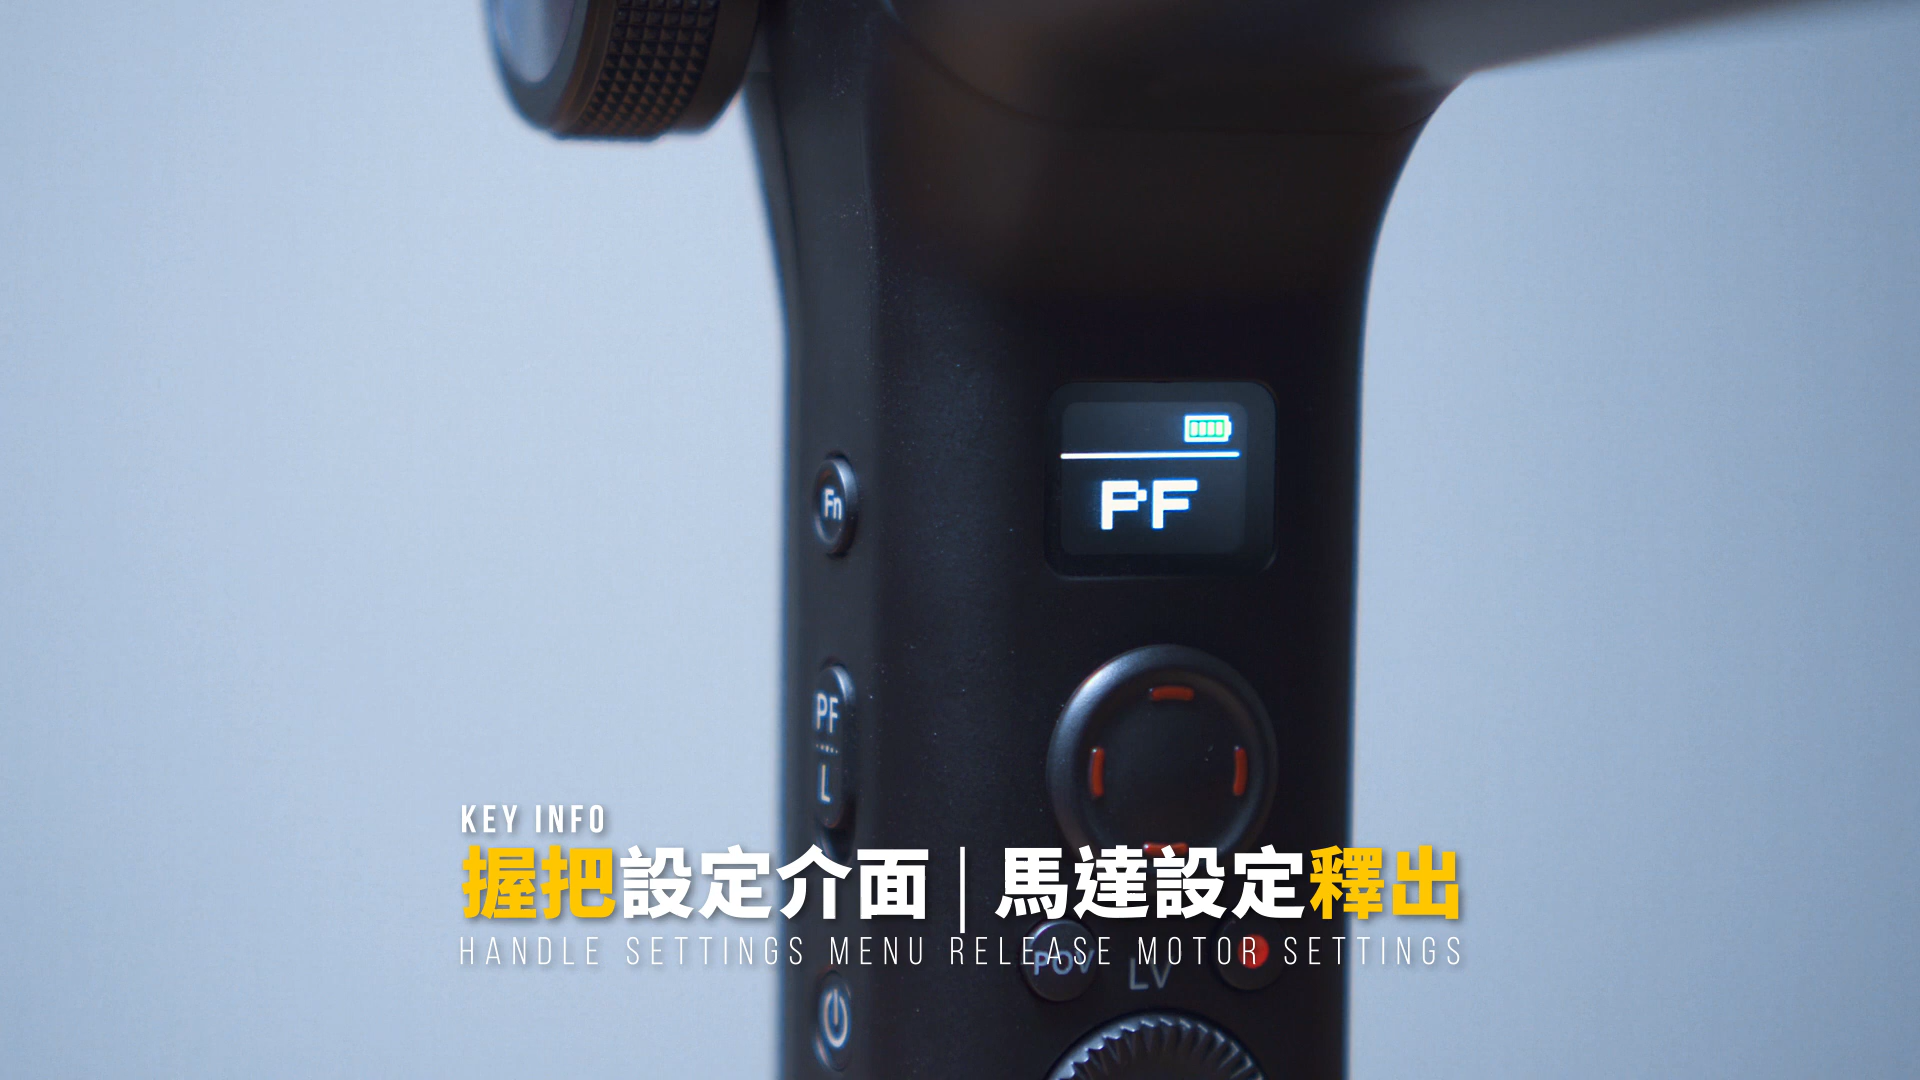 PF
Fn
PF
L
KEY INFO
握把設定介面｜馬達設定釋出
HANDLE SETTINGS MENU RELEASE MOTOR SETTINGS
POV
LV